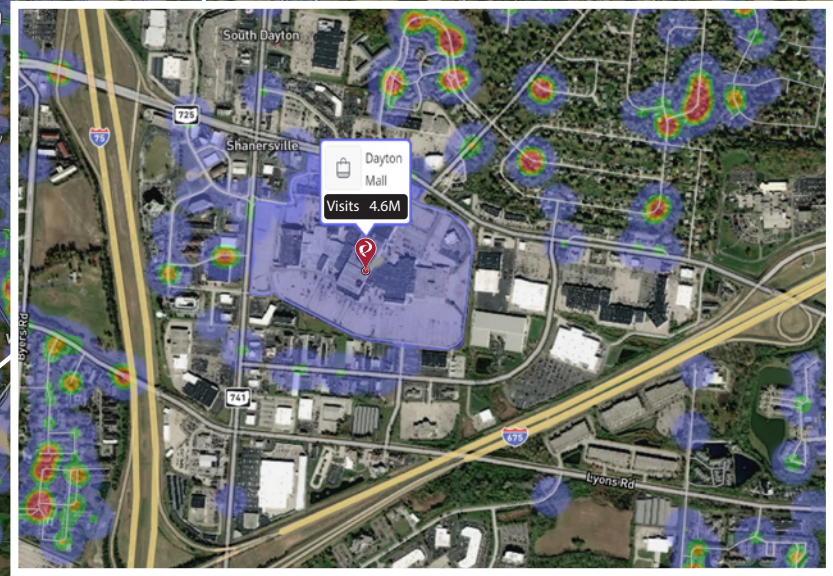 South Dayton
725
75
Shanersville
Dayton
Mall
Visits 4.6M
Byers Rd
741
675
Lyons Rd